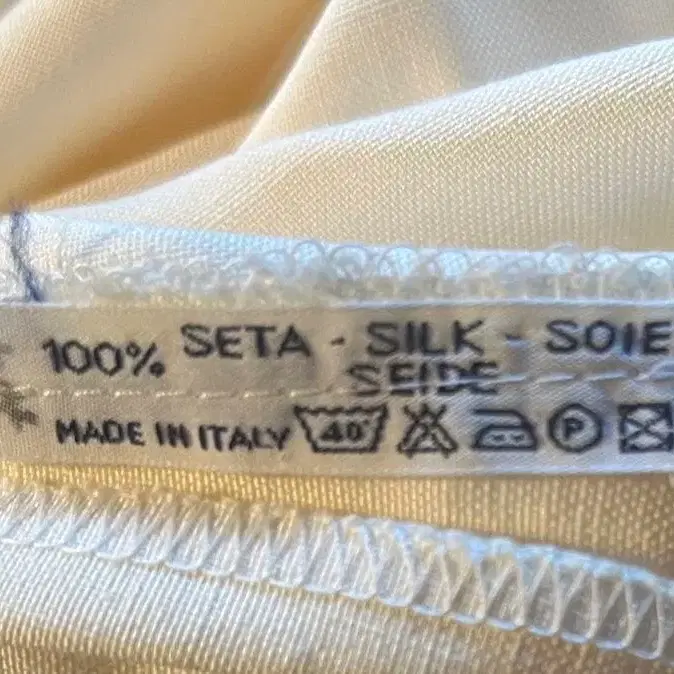 100% SETA - SILK - SOIE
SEIDE
MADE IN ITALY 40° P